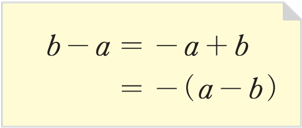 b − a = −a + b
= −(a − b)